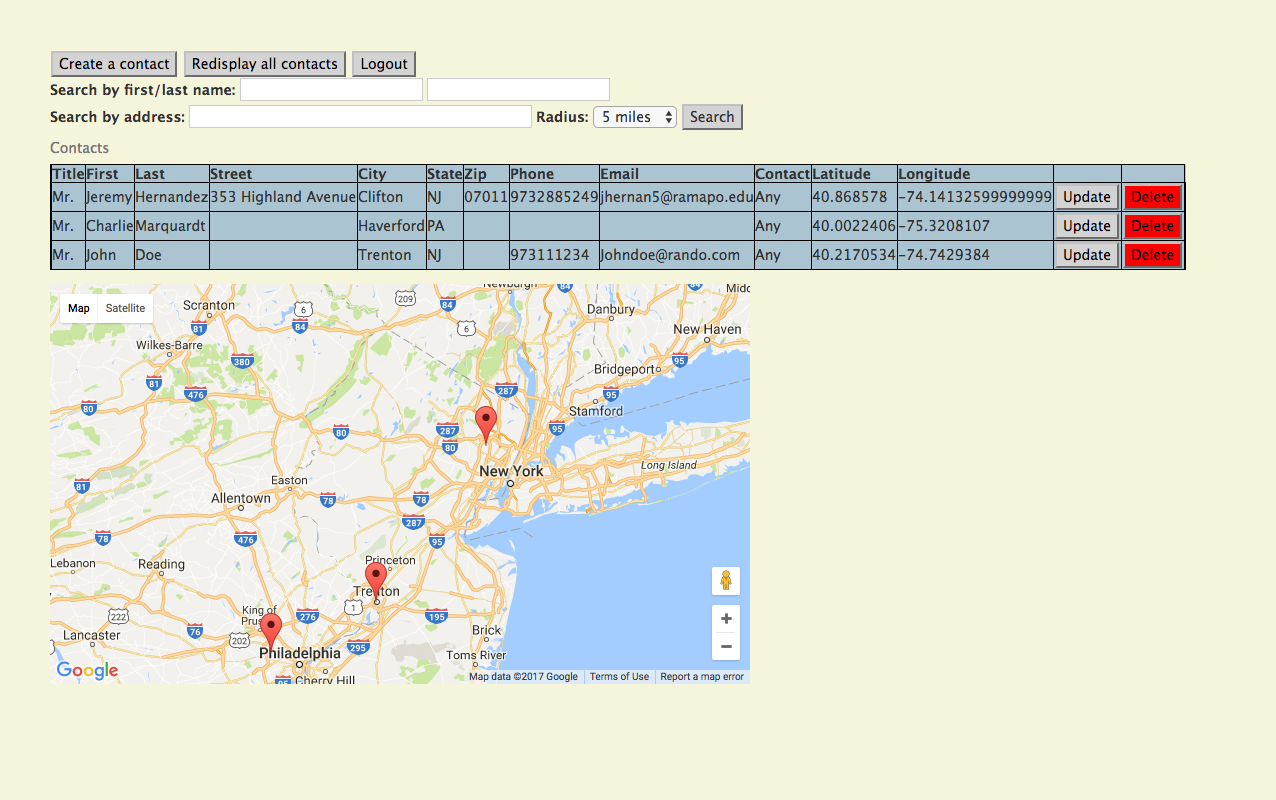 Create a contact Redisplay all contacts Logout
Search by first/last name:
Search by address: Radius: 5 miles Search
Contacts
Title First Last Street City State Zip Phone Email Contact Latitude Longitude
Mr. Jeremy Hernandez 353 Highland Avenue Clifton NJ 07011 9732885249 jhernan5@ramapo.edu Any 40.868578 -74.14132599999999 Update Delete
Mr. Charlie Marquardt Haverford PA Any 40.0022406 -75.3208107 Update Delete
Mr. John Doe Trenton NJ 973111234 Johndoe@rando.com Any 40.2170534 -74.7429384 Update Delete
Newburgh 84
Midd
Map Satellite
Scranton 6 209 84 Danbury
81 84 6 New Haven
Wilkes-Barre
380 95
Bridgeport
81 476 287 95
80 Stamford
80 287 95
80
New York Long Island
Easton
81 Allentown 78 78
287
78 476 95
Lebanon Reading Princeton
Trenton
King of
222 276 1 195
Prus
76 202 Brick
Lancaster 295
Philadelphia Toms River
Google 95 Cherry Hill Map data ©2017 Google Terms of Use Report a map error